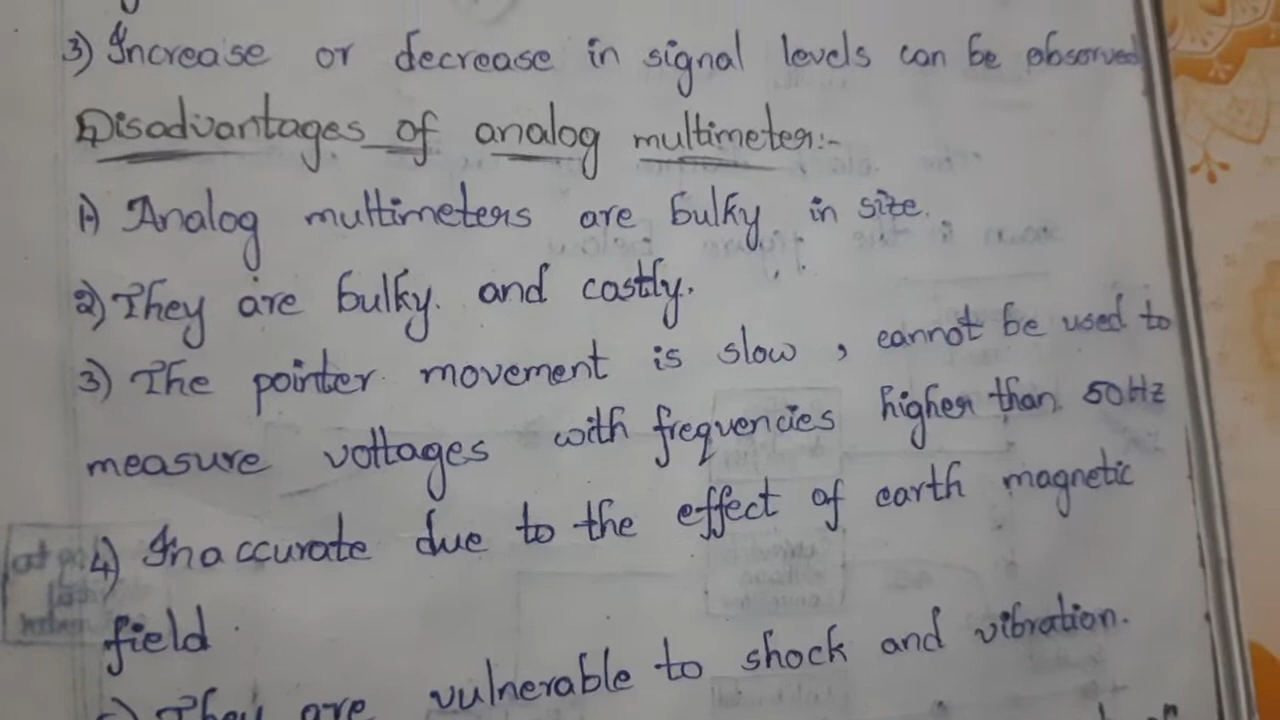 3) Increase or decrease in signal levels can be observed
Disadvantages of analog multimeter:-
1) Analog multimeters are bulky in size.
2) They are bulky. and costly.
3) The pointer movement is slow, cannot be used to
measure voltages with frequencies higher than 50Hz
4) Inaccurate due to the effect of earth magnetic
field.
5) They are vulnerable to shock and vibration.